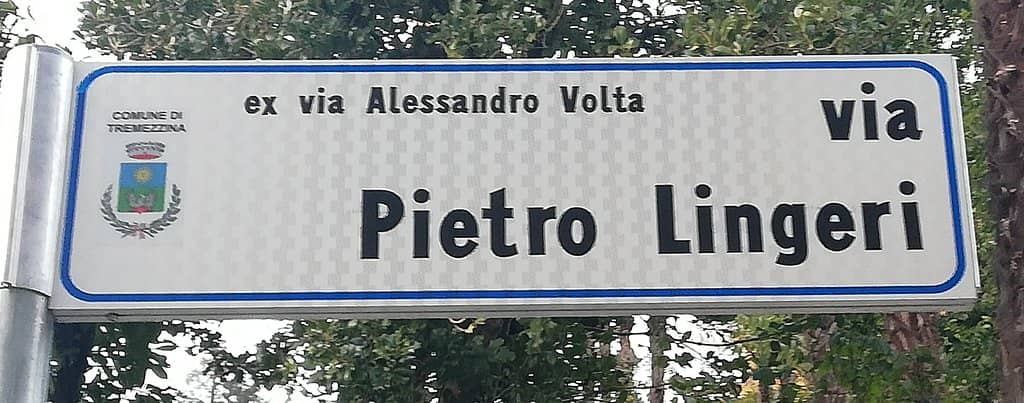 COMUNE DI
TREMEZZINA
ex via Alessandro Volta
via
Pietro Lingeri